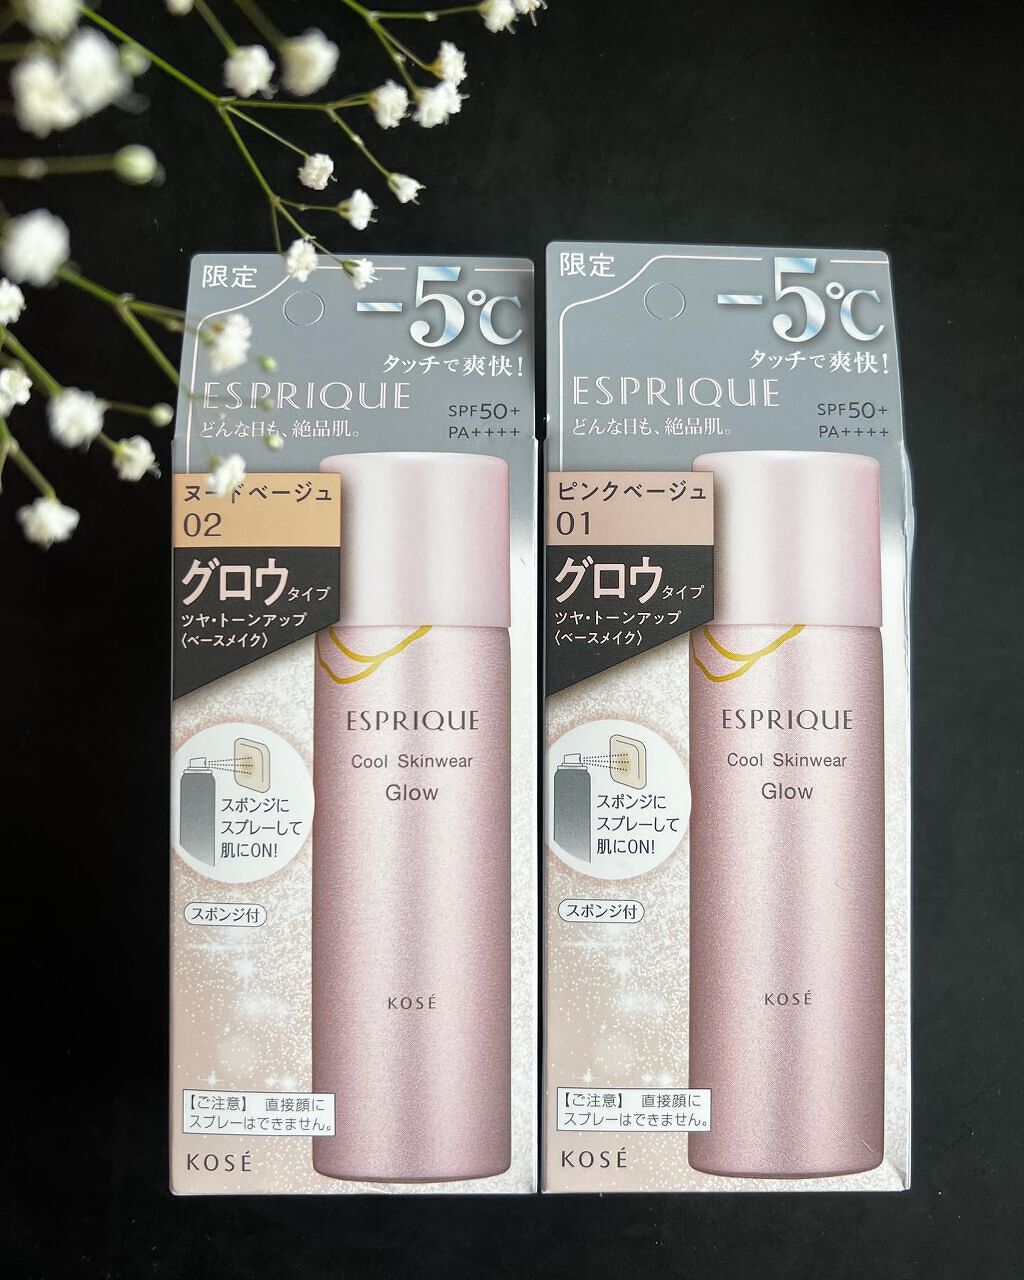 限定
-5℃
タッチで爽快!
ESPRIQUE
どんな日も、絶品肌。
SPF50+
PA++++
ヌードベージュ
02
グロウタイプ
ツヤ・トーンアップ
〈ベースメイク〉
ESPRIQUE
Cool Skinwear
Glow
スポンジに
スプレーして
肌にON!
スポンジ付
KOSÉ
【ご注意】 直接顔に
スプレーはできません。
KOSÉ
限定
-5℃
タッチで爽快!
ESPRIQUE
どんな日も、絶品肌。
SPF50+
PA++++
ピンクベージュ
01
グロウタイプ
ツヤ・トーンアップ
〈ベースメイク〉
ESPRIQUE
Cool Skinwear
Glow
スポンジに
スプレーして
肌にON!
スポンジ付
KOSÉ
【ご注意】 直接顔に
スプレーはできません。
KOSÉ